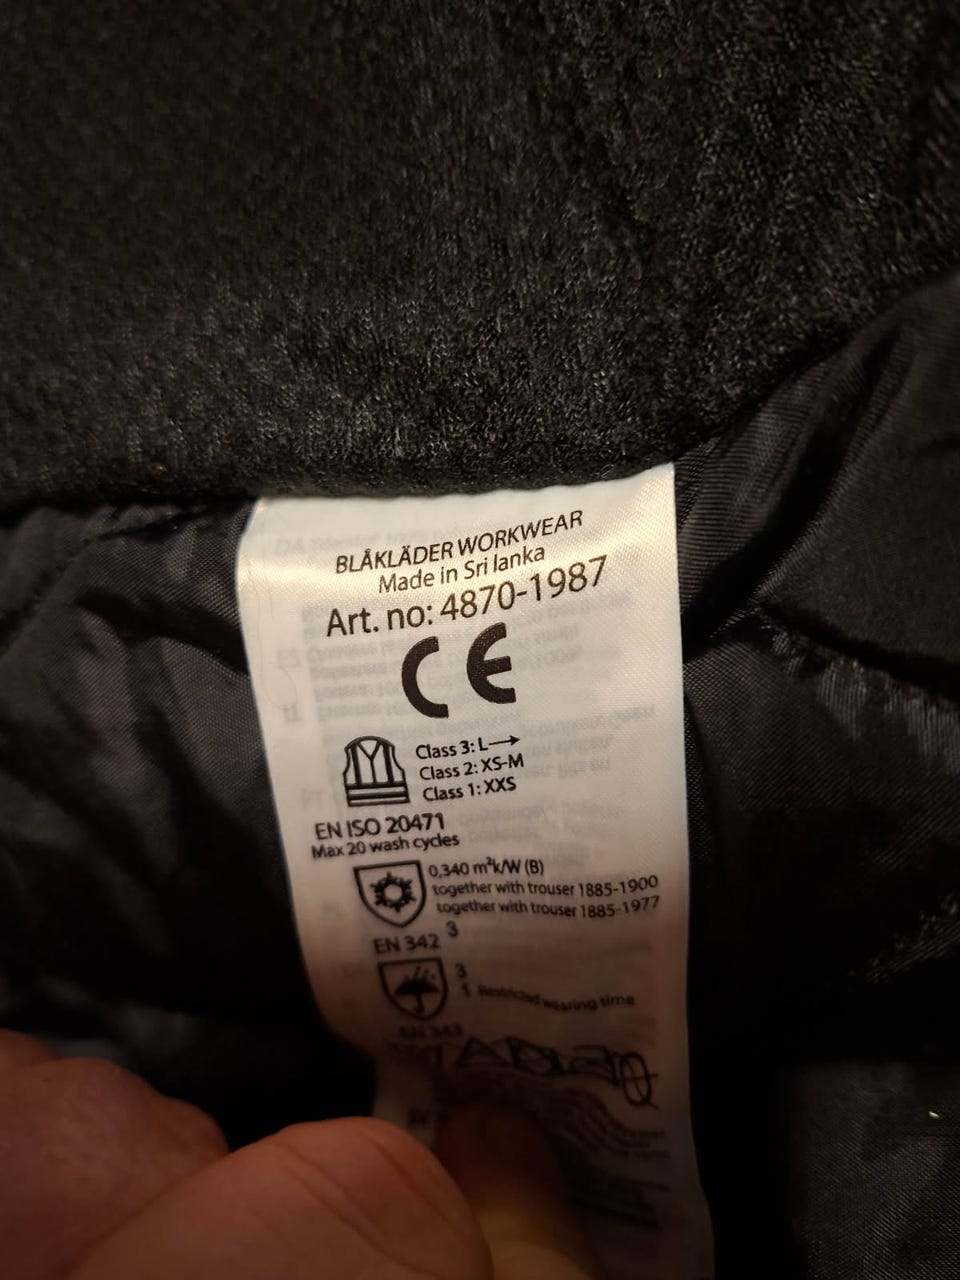 BLÅKLÄDER WORKWEAR
Made in Sri lanka
Art. no: 4870-1987
CE
Class 3: L→
Class 2: XS-M
Class 1: XXS
EN ISO 20471
Max 20 wash cycles
0,340 m²k/W (B)
together with trouser 1885-1900
together with trouser 1885-1977
3
EN 342
3
1 Restricted wearing time
EN 343